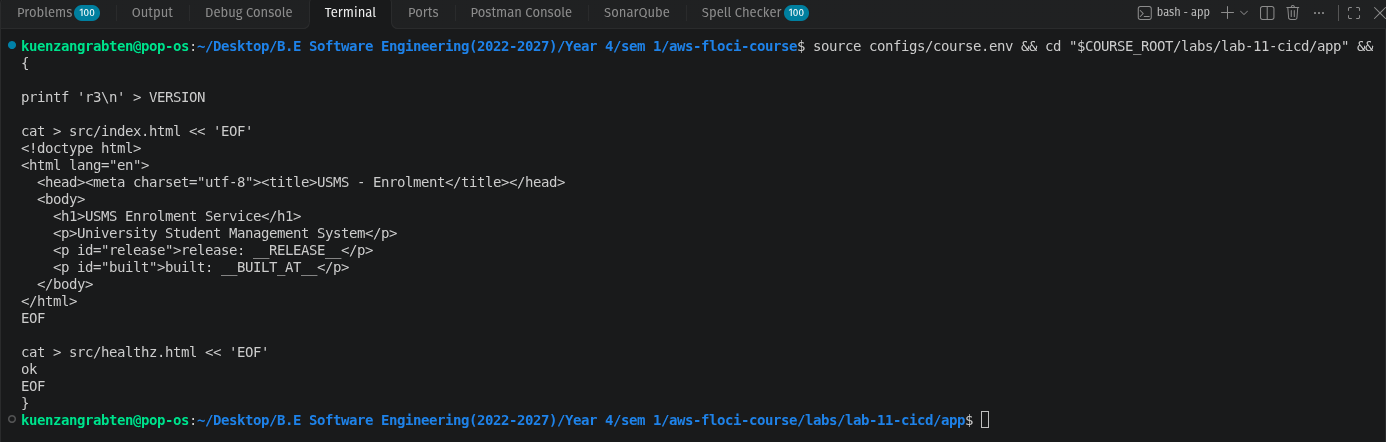 Problems 100 Output Debug Console Terminal Ports Postman Console SonarQube Spell Checker 100 bash - app
kuenzangrabten@pop-os:~/Desktop/B.E Software Engineering(2022-2027)/Year 4/sem 1/aws-floci-course$ source configs/course.env && cd "$COURSE_ROOT/labs/lab-11-cicd/app" &&
{
printf 'r3\n' > VERSION
cat > src/index.html << 'EOF'
<!doctype html>
<html lang="en">
  <head><meta charset="utf-8"><title>USMS - Enrolment</title></head>
  <body>
    <h1>USMS Enrolment Service</h1>
    <p>University Student Management System</p>
    <p id="release">release: __RELEASE__</p>
    <p id="built">built: __BUILT_AT__</p>
  </body>
</html>
EOF
cat > src/healthz.html << 'EOF'
ok
EOF
}
kuenzangrabten@pop-os:~/Desktop/B.E Software Engineering(2022-2027)/Year 4/sem 1/aws-floci-course/labs/lab-11-cicd/app$